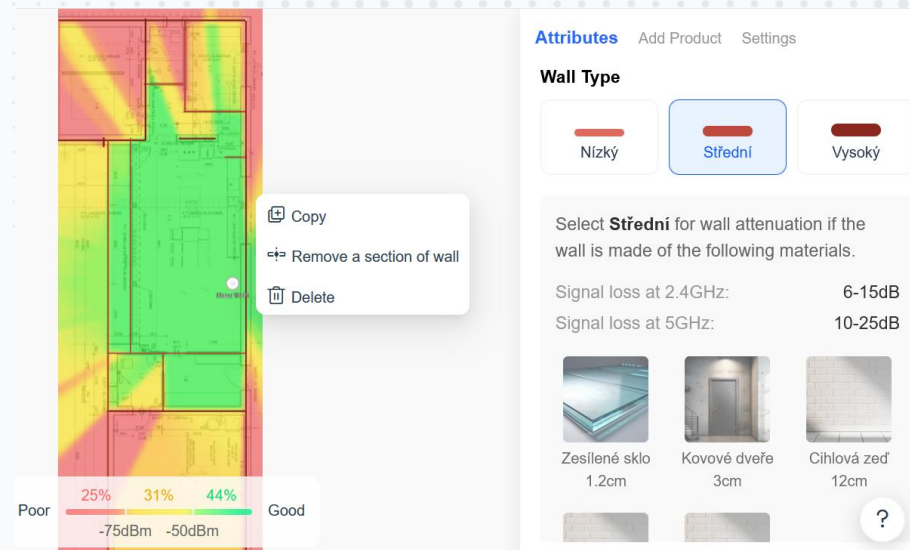 Attributes
Add Product
Settings
Wall Type
Nízký
Střední
Vysoký
Copy
Remove a section of wall
Delete
Select Střední for wall attenuation if the
wall is made of the following materials.
Signal loss at 2.4GHz: 6-15dB
Signal loss at 5GHz: 10-25dB
Zesílené sklo
1.2cm
Kovové dveře
3cm
Cihlová zeď
12cm
Poor
25% 31% 44%
Good
-75dBm -50dBm
?